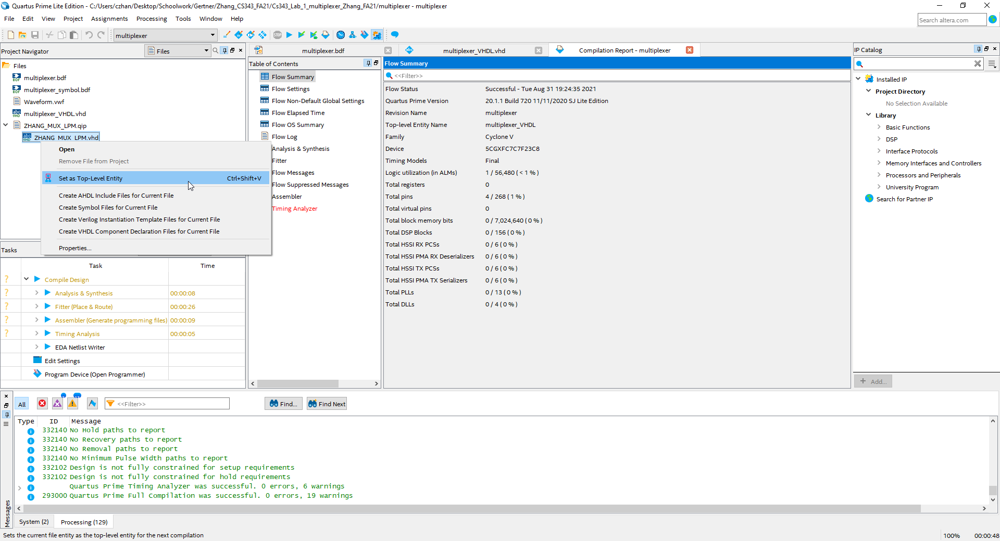 Quartus Prime Lite Edition - C:/Users/czhan/Desktop/Schoolwork/Gertner/Zhang_CS343_FA21/Cs343_Lab_1_multiplexer_Zhang_FA21/multiplexer - multiplexer
File Edit View Project Assignments Processing Tools Window Help
Search altera.com
multiplexer
Project Navigator
Files
Files
multiplexer.bdf
multiplexer_symbol.bdf
Waveform.vwf
multiplexer_VHDL.vhd
ZHANG_MUX_LPM.qip
ZHANG_MUX_LPM.vhd
Open
Remove File from Project
Set as Top-Level Entity Ctrl+Shift+V
Create AHDL Include Files for Current File
Create Symbol Files for Current File
Create Verilog Instantiation Template Files for Current File
Create VHDL Component Declaration Files for Current File
Properties...
Tasks
Task Time
Compile Design
Analysis & Synthesis 00:00:08
Fitter (Place & Route) 00:00:26
Assembler (Generate programming files) 00:00:09
Timing Analysis 00:00:05
EDA Netlist Writer
Edit Settings
Program Device (Open Programmer)
multiplexer.bdf
multiplexer_VHDL.vhd
Compilation Report - multiplexer
Table of Contents
Flow Summary
Flow Settings
Flow Non-Default Global Settings
Flow Elapsed Time
Flow OS Summary
Flow Log
Analysis & Synthesis
Fitter
Flow Messages
Flow Suppressed Messages
Assembler
Timing Analyzer
Flow Summary
<<Filter>>
Flow Status Successful - Tue Aug 31 19:24:35 2021
Quartus Prime Version 20.1.1 Build 720 11/11/2020 SJ Lite Edition
Revision Name multiplexer
Top-level Entity Name multiplexer_VHDL
Family Cyclone V
Device 5CGXFC7C7F23C8
Timing Models Final
Logic utilization (in ALMs) 1 / 56,480 ( < 1 % )
Total registers 0
Total pins 4 / 268 ( 1 % )
Total virtual pins 0
Total block memory bits 0 / 7,024,640 ( 0 % )
Total DSP Blocks 0 / 156 ( 0 % )
Total HSSI RX PCSs 0 / 6 ( 0 % )
Total HSSI PMA RX Deserializers 0 / 6 ( 0 % )
Total HSSI TX PCSs 0 / 6 ( 0 % )
Total HSSI PMA TX Serializers 0 / 6 ( 0 % )
Total PLLs 0 / 13 ( 0 % )
Total DLLs 0 / 4 ( 0 % )
IP Catalog
Installed IP
Project Directory
No Selection Available
Library
Basic Functions
DSP
Interface Protocols
Memory Interfaces and Controllers
Processors and Peripherals
University Program
Search for Partner IP
+ Add...
All
<<Filter>>
Find...
Find Next
Type ID Message
332140 No Hold paths to report
332140 No Recovery paths to report
332140 No Removal paths to report
332140 No Minimum Pulse Width paths to report
332102 Design is not fully constrained for setup requirements
332102 Design is not fully constrained for hold requirements
Quartus Prime Timing Analyzer was successful. 0 errors, 6 warnings
293000 Quartus Prime Full Compilation was successful. 0 errors, 19 warnings
Messages
System (2)
Processing (129)
Sets the current file entity as the top-level entity for the next compilation
100% 00:00:48